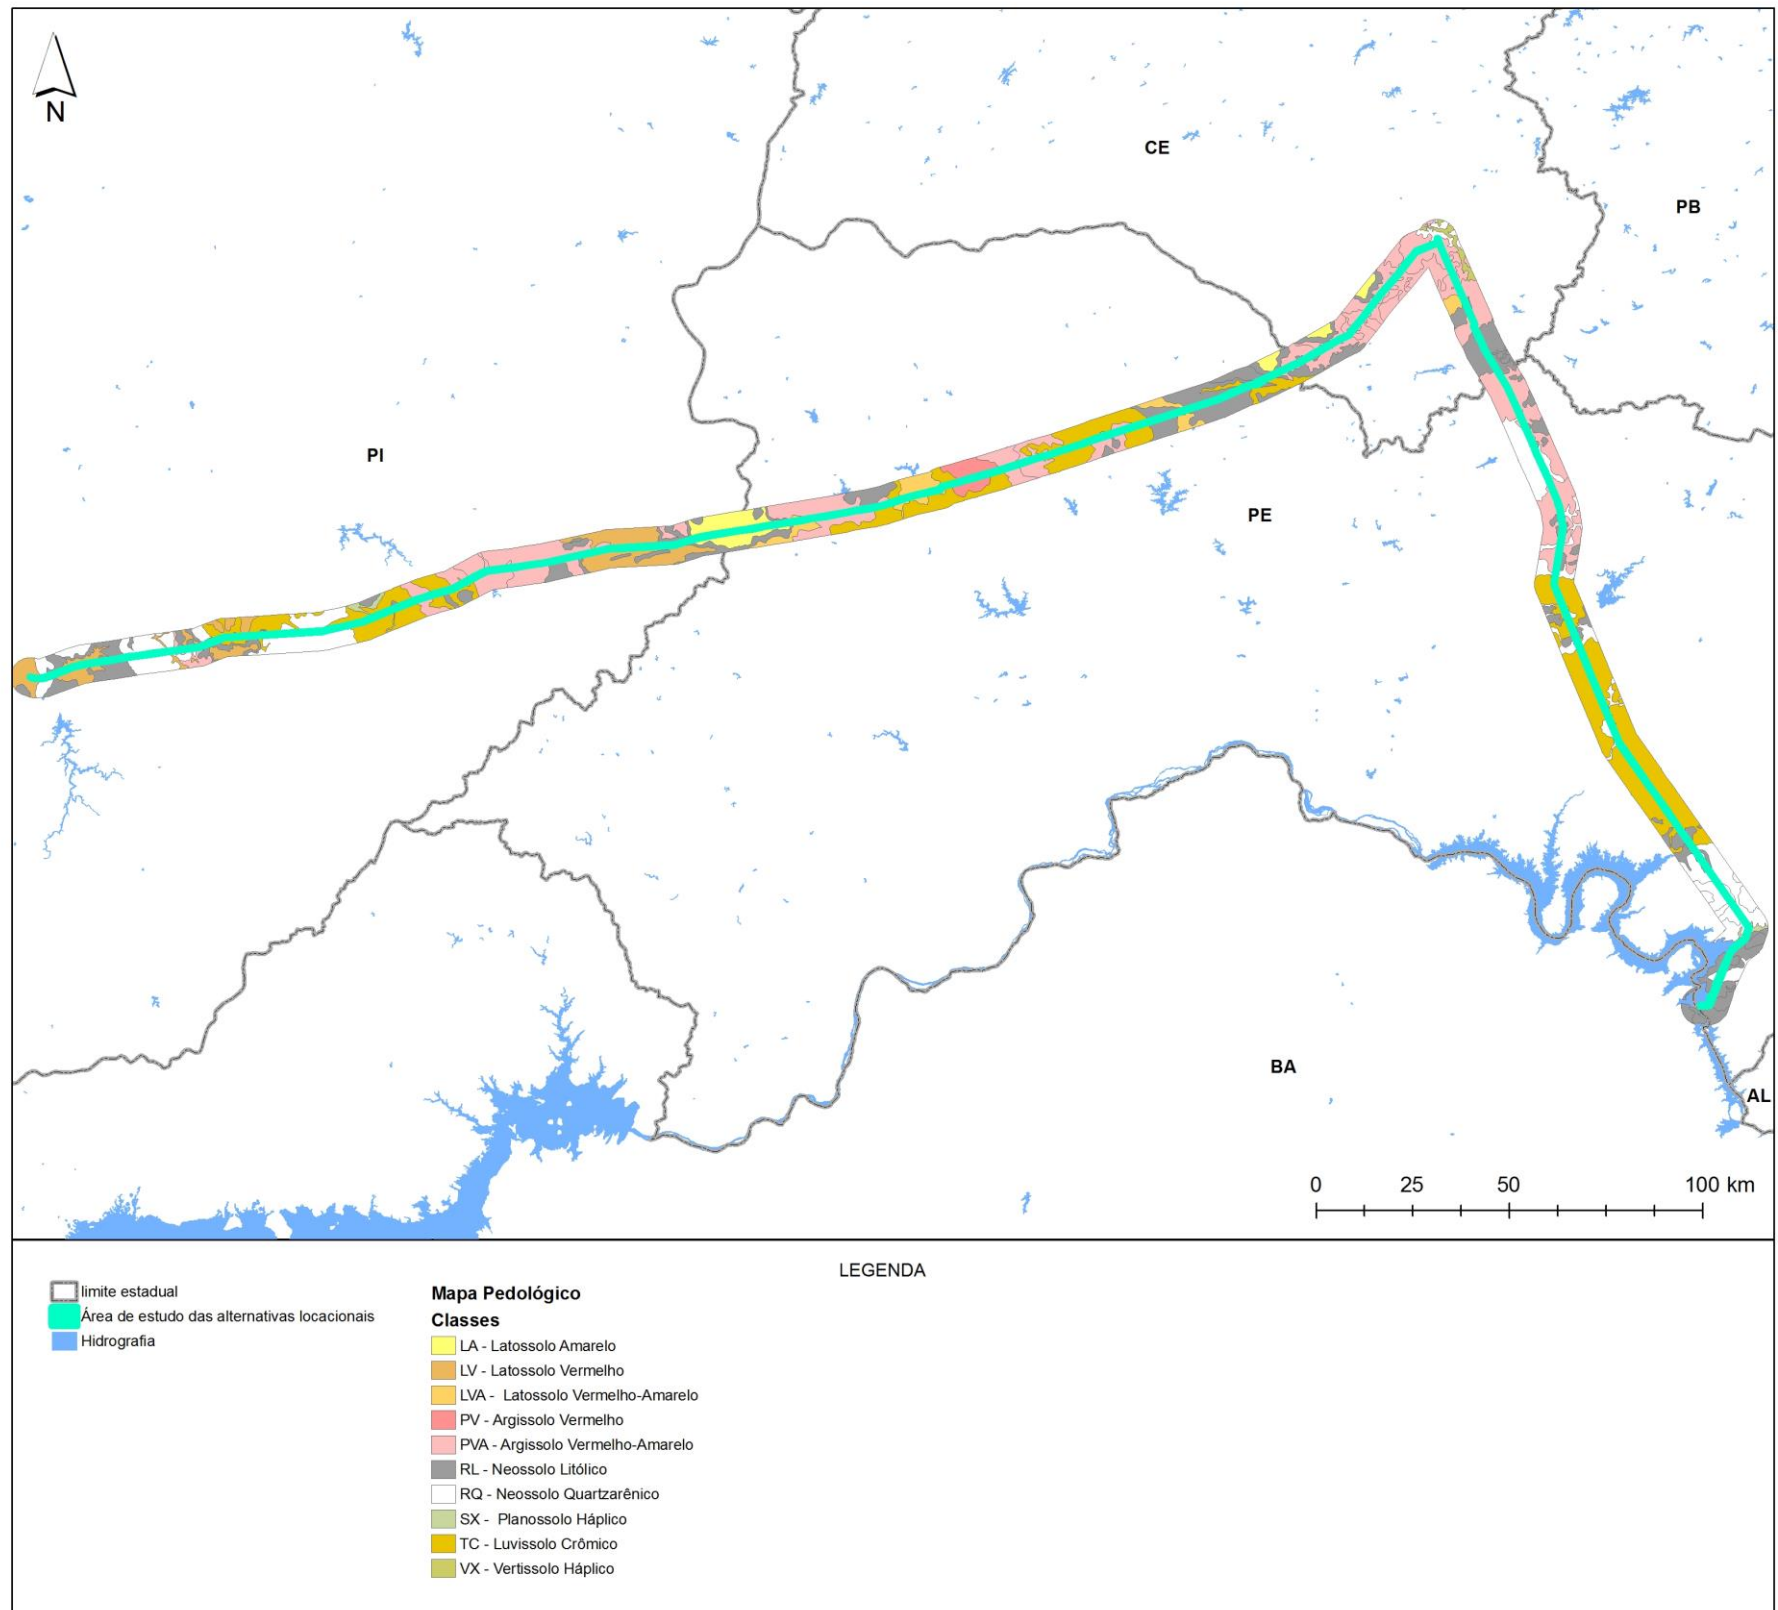 N
CE
PB
PI
PE
BA
AL
0 25 50 100 km
LEGENDA
limite estadual
Área de estudo das alternativas locacionais
Hidrografia
Mapa Pedológico
Classes
LA - Latossolo Amarelo
LV - Latossolo Vermelho
LVA - Latossolo Vermelho-Amarelo
PV - Argissolo Vermelho
PVA - Argissolo Vermelho-Amarelo
RL - Neossolo Litólico
RQ - Neossolo Quartzarênico
SX - Planossolo Háplico
TC - Luvissolo Crômico
VX - Vertissolo Háplico